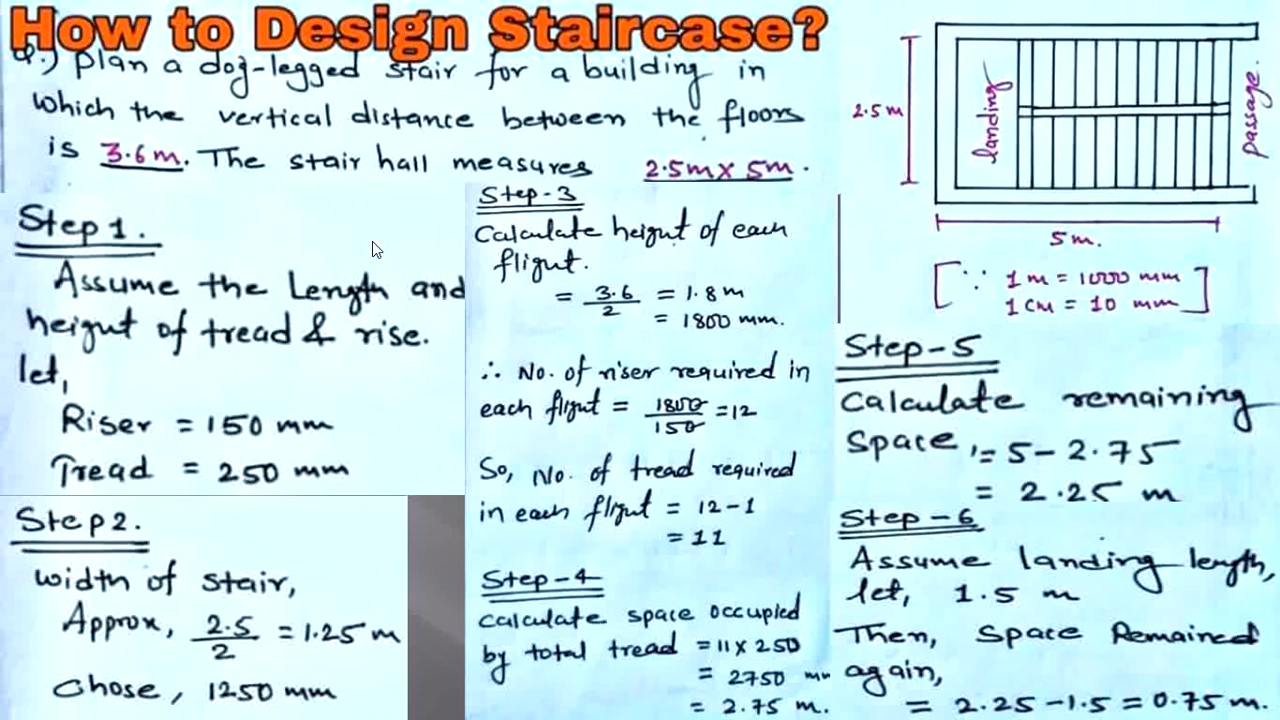 How to Design Staircase?
Q.) Plan a dog-legged stair for a building in
which the vertical distance between the floors
is 3.6m. The stair hall measures 2.5m x 5m.
Step 1.
Assume the Length and
height of tread & rise.
let,
Riser = 150 mm
Tread = 250 mm
Step 2.
width of stair,
Approx, 2.5/2 = 1.25 m
Chose, 1250 mm
Step-3
Calculate height of each
flight.
= 3.6/2 = 1.8 m
= 1800 mm.
∴ No. of riser required in
each flight = 1800/150 = 12
So, No. of tread required
in each flight = 12-1
= 11
Step-4
Calculate space occupied
by total tread = 11 x 250
= 2750 mm
= 2.75 m.
2.5 m
landing
passage.
5 m.
[∵ 1 m = 1000 mm
1 cm = 10 mm]
Step-5
Calculate remaining
space, = 5 - 2.75
= 2.25 m
Step-6
Assume landing length,
let, 1.5 m
Then, space Remained
again,
= 2.25 - 1.5 = 0.75 m.